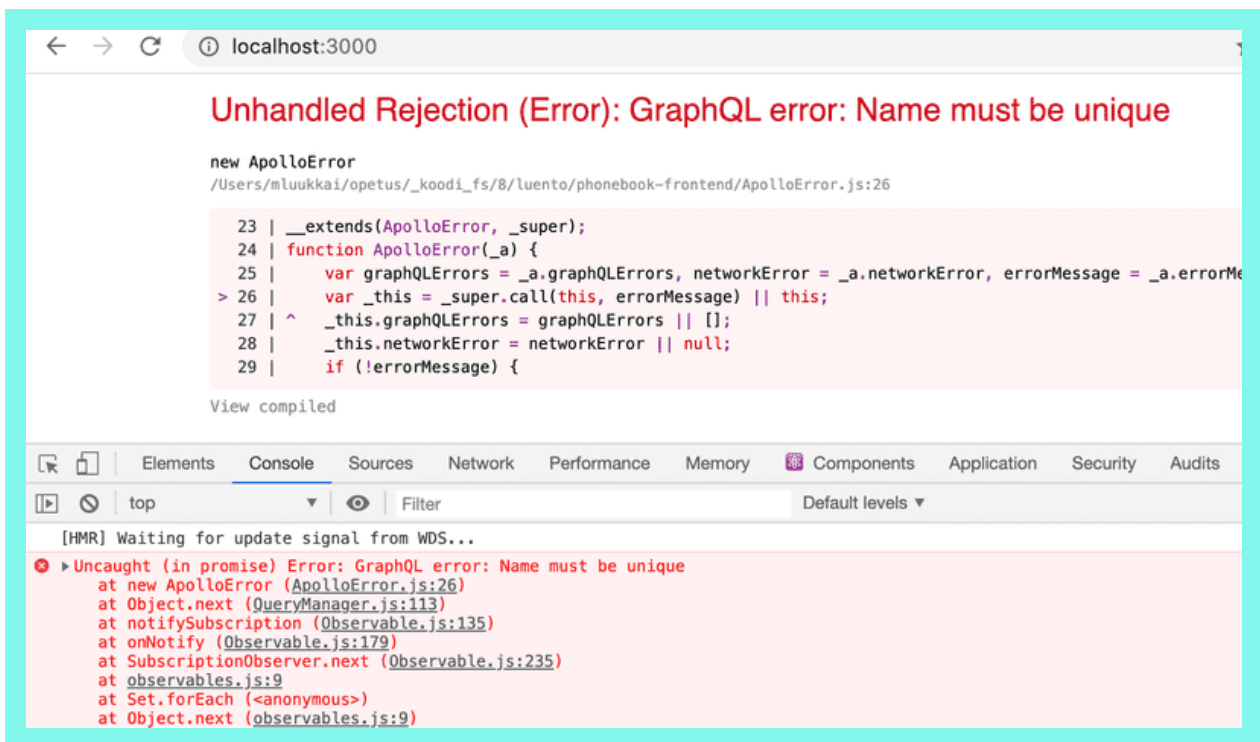 localhost:3000
Unhandled Rejection (Error): GraphQL error: Name must be unique
new ApolloError
/Users/mluukkai/opetus/_koodi_fs/8/luento/phonebook-frontend/ApolloError.js:26
23 | __extends(ApolloError, _super);
24 | function ApolloError(_a) {
25 |     var graphQLErrors = _a.graphQLErrors, networkError = _a.networkError, errorMessage = _a.errorMe
> 26 |     var _this = _super.call(this, errorMessage) || this;
27 | ^   _this.graphQLErrors = graphQLErrors || [];
28 |     _this.networkError = networkError || null;
29 |     if (!errorMessage) {
View compiled
Elements Console Sources Network Performance Memory Components Application Security Audits
top Filter Default levels ▼
[HMR] Waiting for update signal from WDS...
Uncaught (in promise) Error: GraphQL error: Name must be unique
at new ApolloError (ApolloError.js:26)
at Object.next (QueryManager.js:113)
at notifySubscription (Observable.js:135)
at onNotify (Observable.js:179)
at SubscriptionObserver.next (Observable.js:235)
at observables.js:9
at Set.forEach (<anonymous>)
at Object.next (observables.js:9)